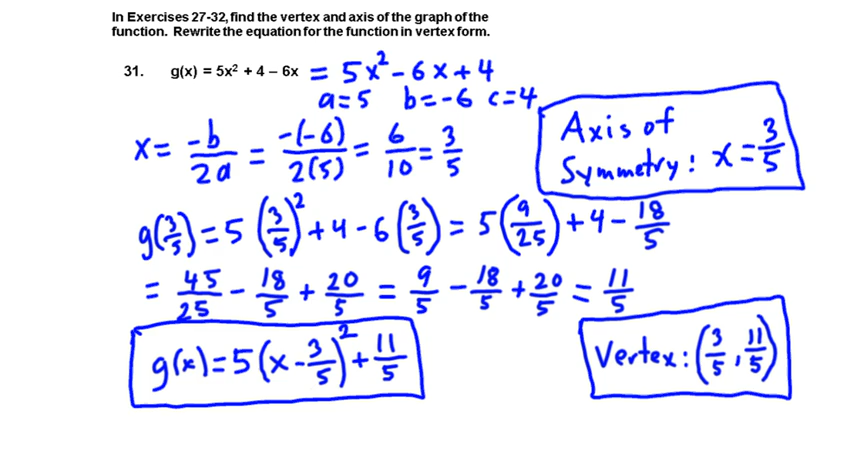 In Exercises 27-32, find the vertex and axis of the graph of the
function. Rewrite the equation for the function in vertex form.
31. g(x) = 5x² + 4 – 6x = 5x² - 6x + 4
a=5 b=-6 c=4
x = -b/2a = -(-6)/2(5) = 6/10 = 3/5
Axis of
Symmetry: x = 3/5
g(3/5) = 5(3/5)² + 4 - 6(3/5) = 5(9/25) + 4 - 18/5
= 45/25 - 18/5 + 20/5 = 9/5 - 18/5 + 20/5 = 11/5
g(x) = 5(x - 3/5)² + 11/5
Vertex: (3/5, 11/5)